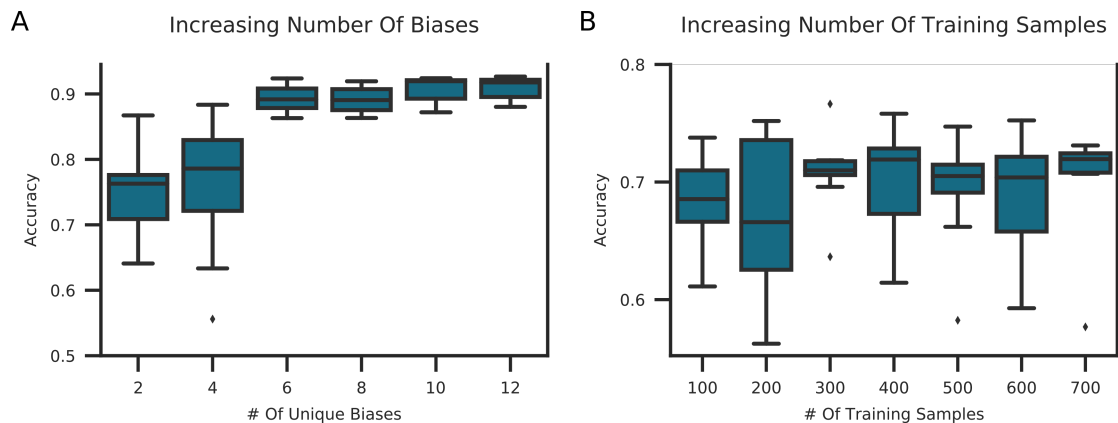 A
Increasing Number Of Biases
0.9
0.8
0.7
0.6
0.5
Accuracy
2 4 6 8 10 12
# Of Unique Biases
B
Increasing Number Of Training Samples
0.8
0.7
0.6
Accuracy
100 200 300 400 500 600 700
# Of Training Samples